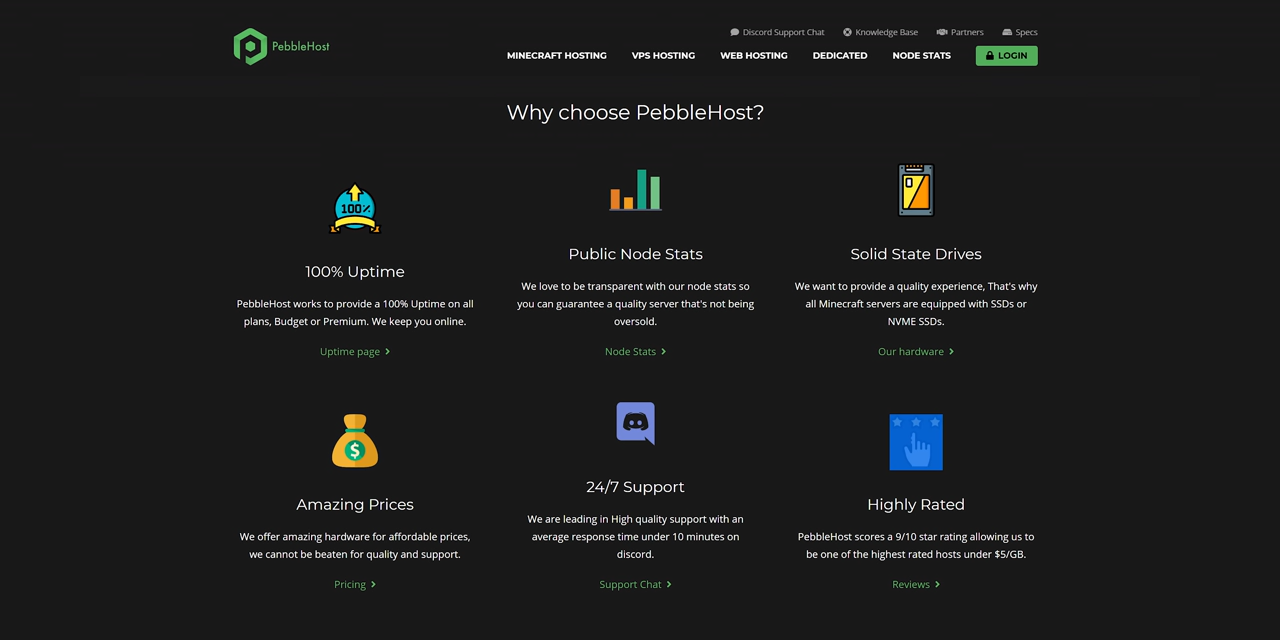 PebbleHost
Discord Support Chat Knowledge Base Partners Specs
MINECRAFT HOSTING VPS HOSTING WEB HOSTING DEDICATED NODE STATS LOGIN
Why choose PebbleHost?
100%
100% Uptime
PebbleHost works to provide a 100% Uptime on all
plans, Budget or Premium. We keep you online.
Uptime page
Public Node Stats
We love to be transparent with our node stats so
you can guarantee a quality server that's not being
oversold.
Node Stats
Solid State Drives
We want to provide a quality experience, That's why
all Minecraft servers are equipped with SSDs or
NVME SSDs.
Our hardware
$
Amazing Prices
We offer amazing hardware for affordable prices,
we cannot be beaten for quality and support.
Pricing
24/7 Support
We are leading in High quality support with an
average response time under 10 minutes on
discord.
Support Chat
Highly Rated
PebbleHost scores a 9/10 star rating allowing us to
be one of the highest rated hosts under $5/GB.
Reviews